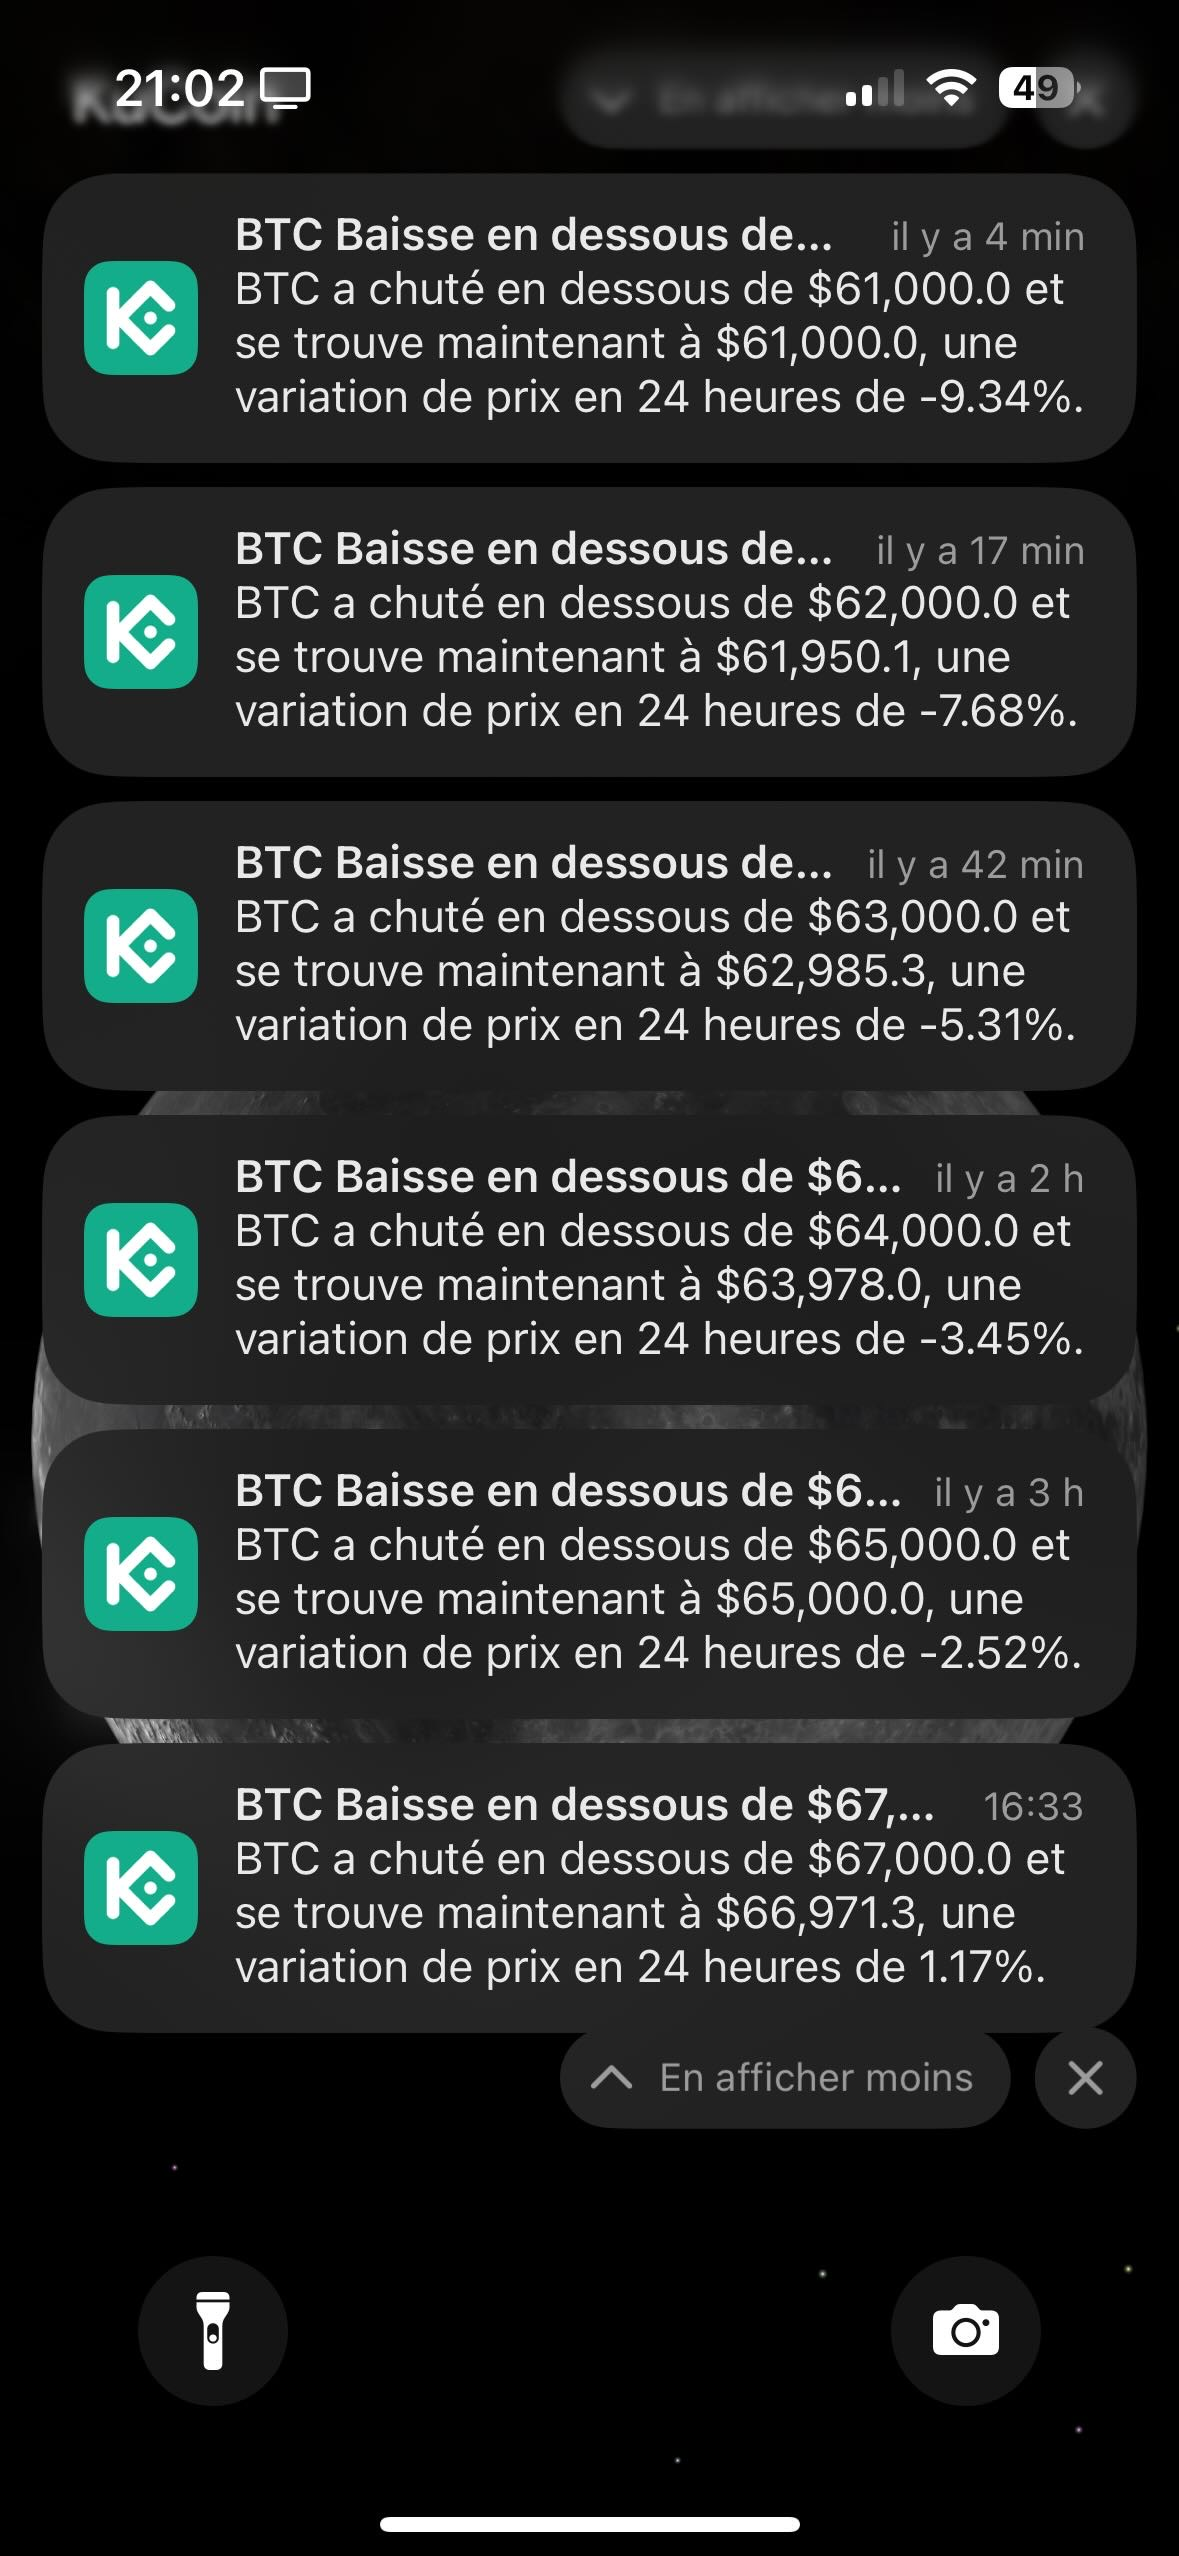 21:02
49
KuCoin
En afficher moins
BTC Baisse en dessous de... il y a 4 min
BTC a chuté en dessous de $61,000.0 et
se trouve maintenant à $61,000.0, une
variation de prix en 24 heures de -9.34%.
BTC Baisse en dessous de... il y a 17 min
BTC a chuté en dessous de $62,000.0 et
se trouve maintenant à $61,950.1, une
variation de prix en 24 heures de -7.68%.
BTC Baisse en dessous de... il y a 42 min
BTC a chuté en dessous de $63,000.0 et
se trouve maintenant à $62,985.3, une
variation de prix en 24 heures de -5.31%.
BTC Baisse en dessous de $6... il y a 2 h
BTC a chuté en dessous de $64,000.0 et
se trouve maintenant à $63,978.0, une
variation de prix en 24 heures de -3.45%.
BTC Baisse en dessous de $6... il y a 3 h
BTC a chuté en dessous de $65,000.0 et
se trouve maintenant à $65,000.0, une
variation de prix en 24 heures de -2.52%.
BTC Baisse en dessous de $67,... 16:33
BTC a chuté en dessous de $67,000.0 et
se trouve maintenant à $66,971.3, une
variation de prix en 24 heures de 1.17%.
En afficher moins